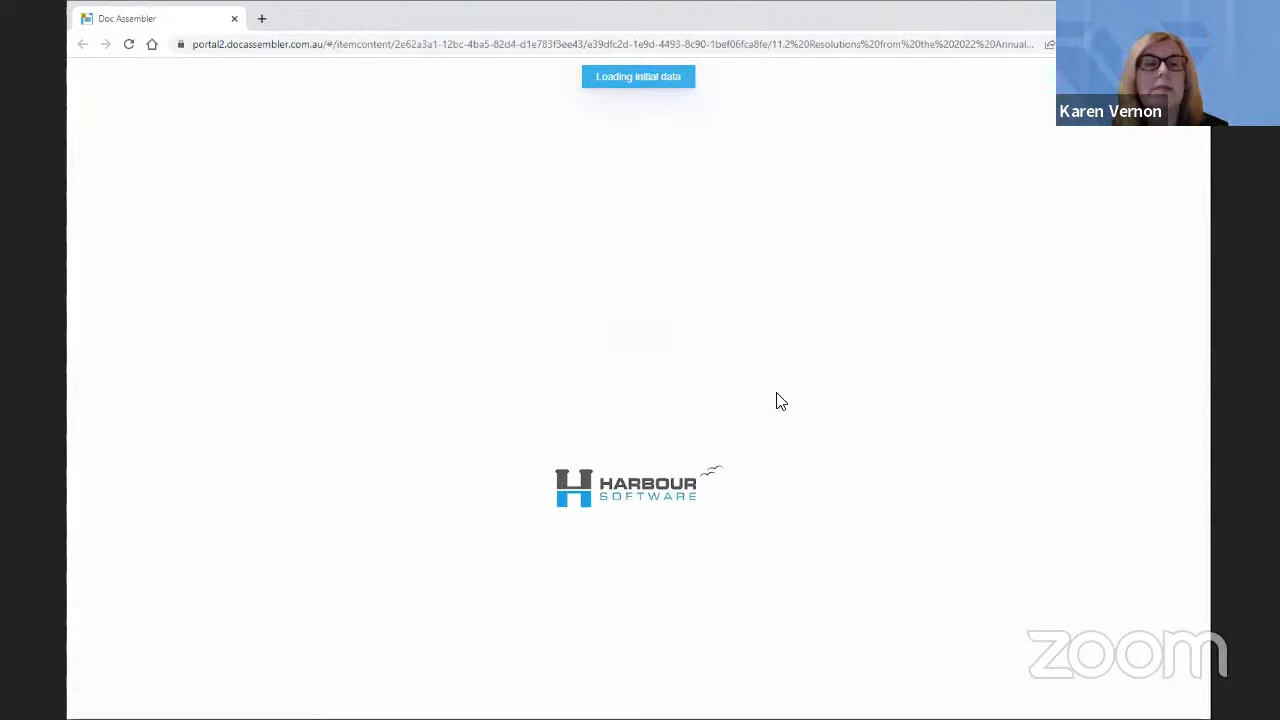 Doc Assembler
portal2.docassembler.com.au/#/itemcontent/2e62a3a1-12bc-4ba5-82d4-d1e783f3ee43/e39dfc2d-1e9d-4493-8c90-1bef06fca8fe/11.2%20Resolutions%20from%20the%202022%20Annual...
Loading initial data
Karen Vernon
HARBOUR
SOFTWARE
zoom